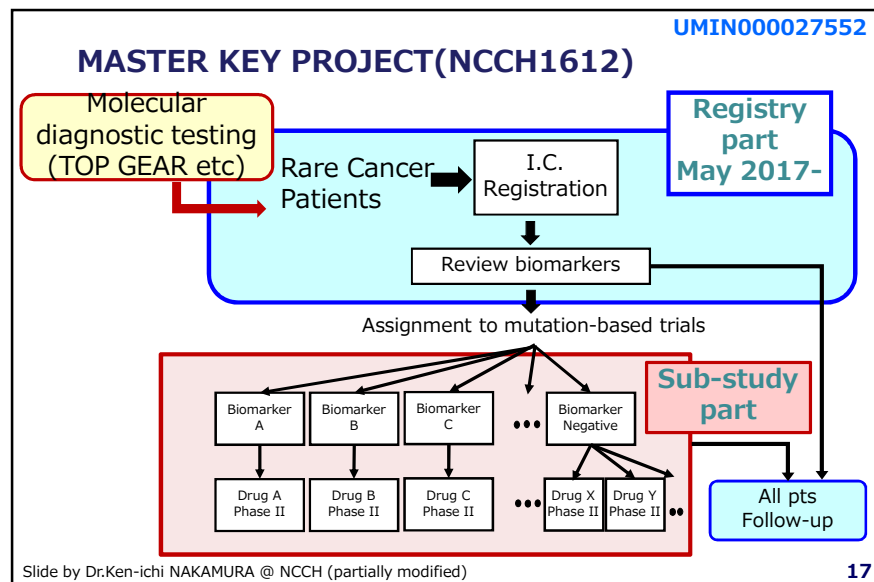 UMIN000027552
MASTER KEY PROJECT(NCCH1612)
Molecular
diagnostic testing
(TOP GEAR etc)
Registry
part
May 2017-
Rare Cancer
Patients
I.C.
Registration
Review biomarkers
Assignment to mutation-based trials
Sub-study
part
Biomarker
A
Biomarker
B
Biomarker
C
•••
Biomarker
Negative
Drug A
Phase II
Drug B
Phase II
Drug C
Phase II
•••
Drug X
Phase II
Drug Y
Phase II
••
All pts
Follow-up
Slide by Dr.Ken-ichi NAKAMURA @ NCCH (partially modified)
17